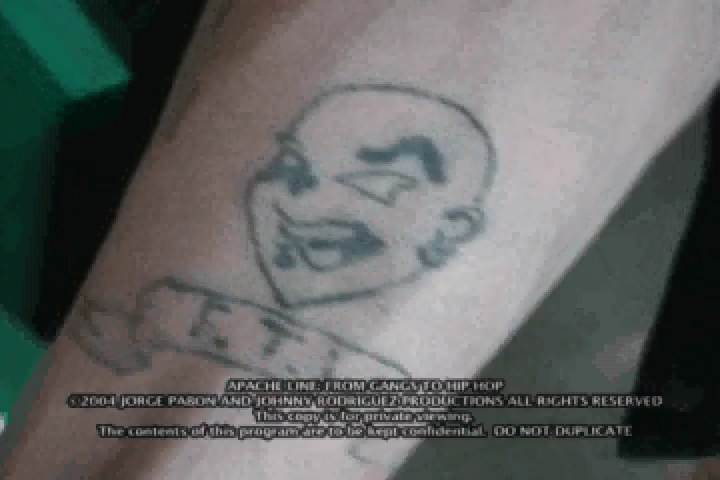 F. T. L
APACHE LINE: FROM GANGS TO HIP HOP
©2004 JORGE PABON AND JOHNNY RODRIGUEZ PRODUCTIONS ALL RIGHTS RESERVED
This copy is for private viewing.
The contents of this program are to be kept confidential. DO NOT DUPLICATE